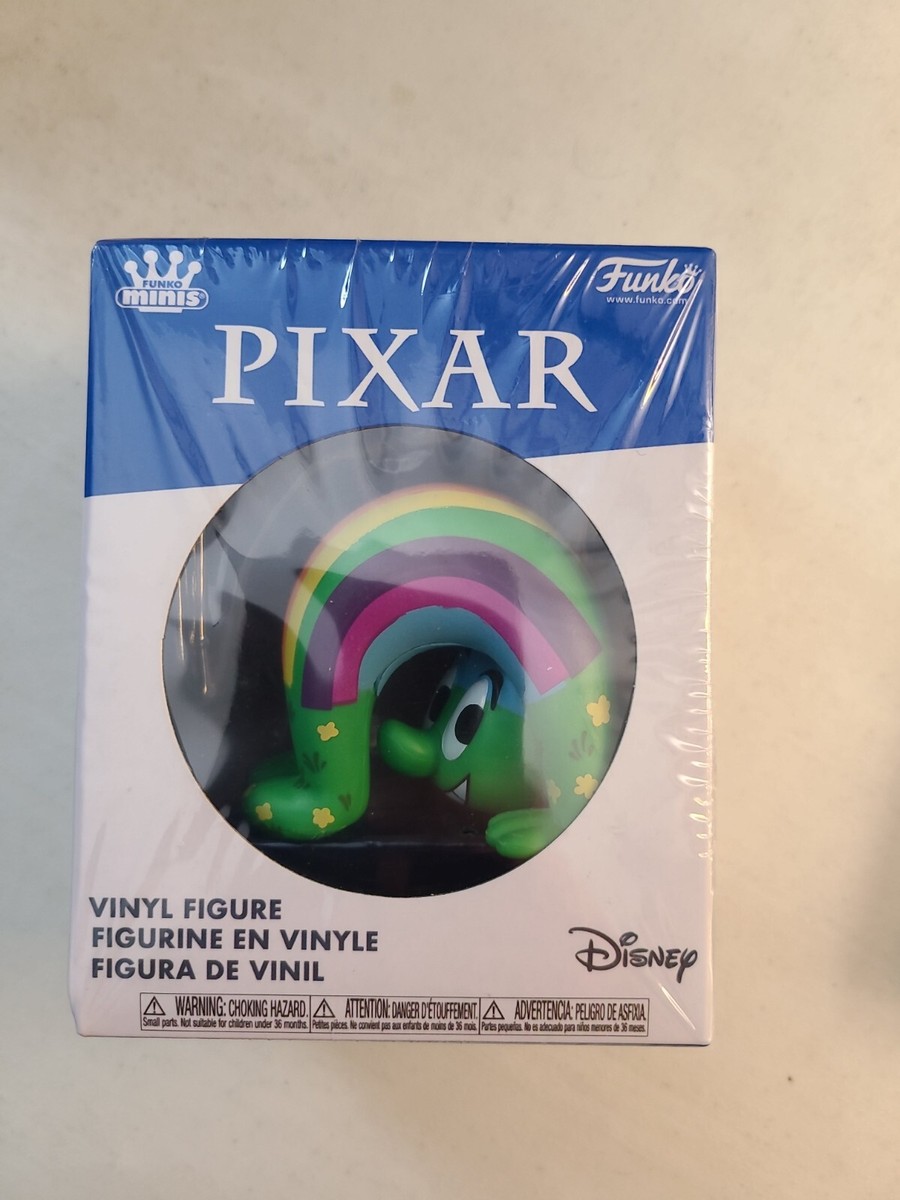 FUNKO
minis®
Funko
www.funko.com
PIXAR
VINYL FIGURE
FIGURINE EN VINYLE
FIGURA DE VINIL
Disney
WARNING: CHOKING HAZARD.
Small parts. Not suitable for children under 36 months.
ATTENTION: DANGER D'ÉTOUFFEMENT.
Petites pièces. Ne convient pas aux enfants de moins de 36 mois.
ADVERTENCIA: PELIGRO DE ASFIXIA.
Partes pequeñas. No es adecuado para niños menores de 36 meses.